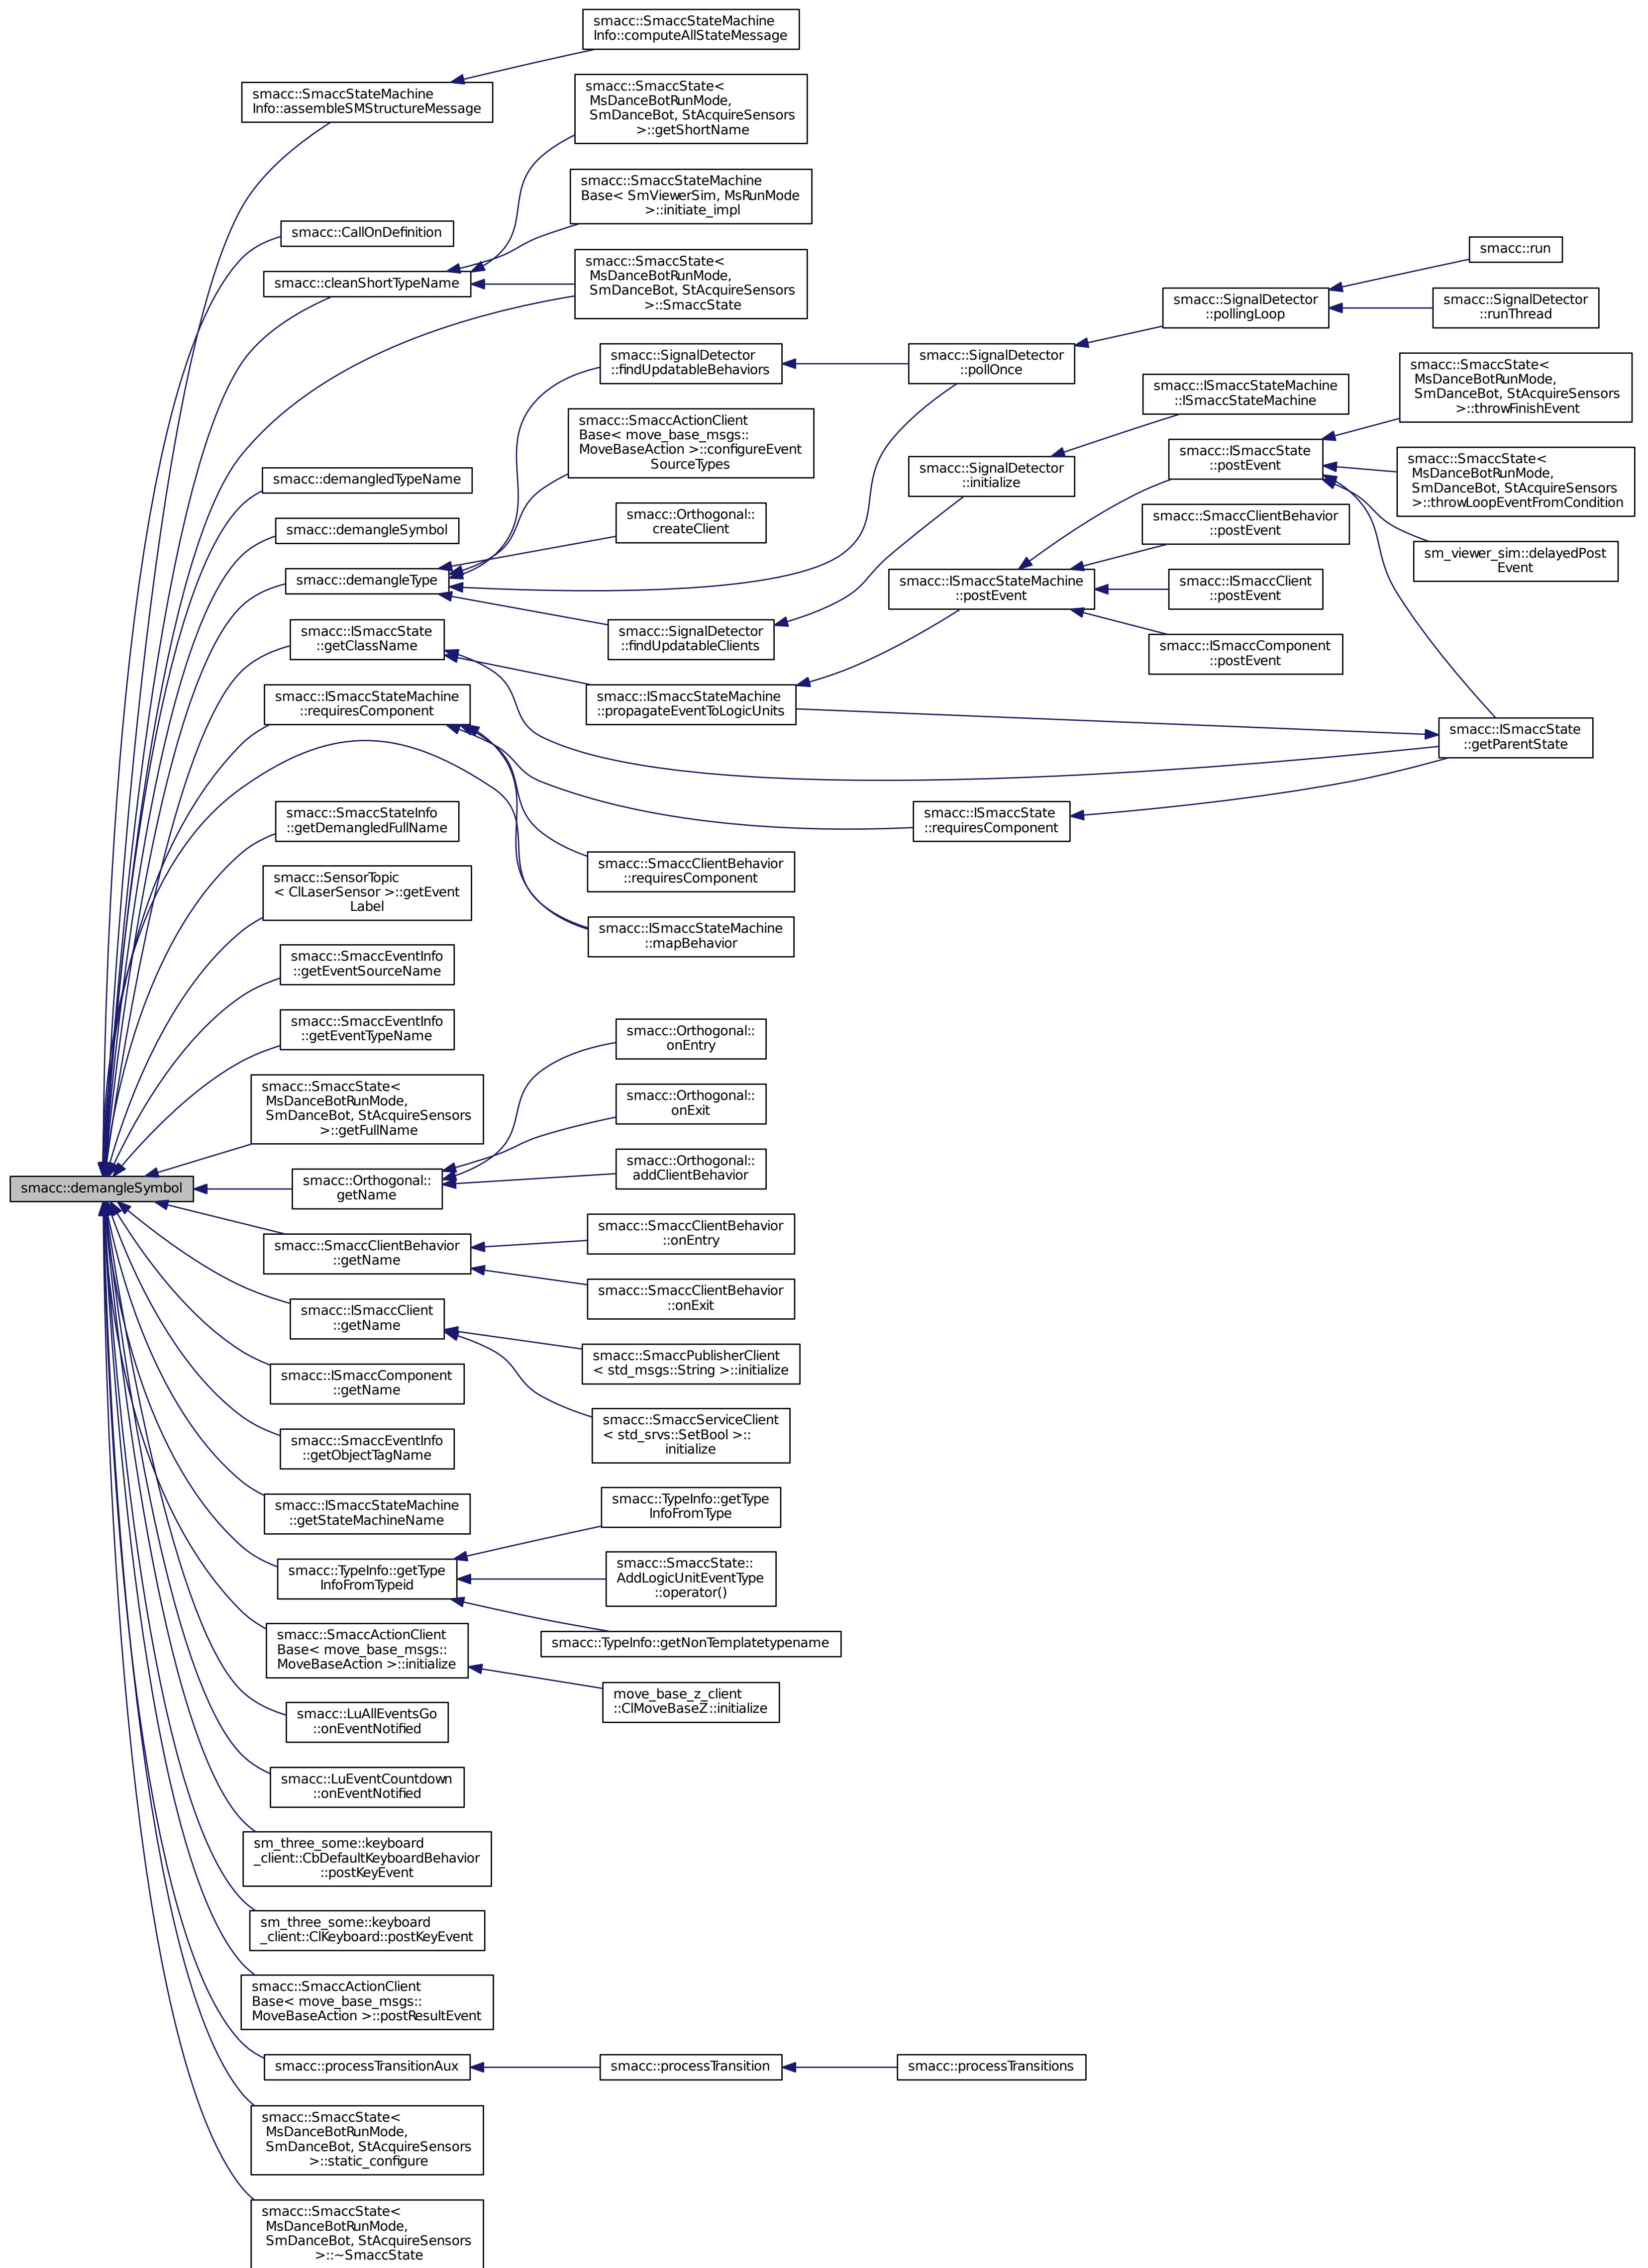 smacc::SmaccStateMachine
Info::computeAllStateMessage
smacc::SmaccStateMachine
Info::assembleSMStructureMessage
smacc::SmaccState<
MsDanceBotRunMode,
SmDanceBot, StAcquireSensors
>::getShortName
smacc::SmaccStateMachine
Base< SmViewerSim, MsRunMode
>::initiate_impl
smacc::CallOnDefinition
smacc::cleanShortTypeName
smacc::SmaccState<
MsDanceBotRunMode,
SmDanceBot, StAcquireSensors
>::SmaccState
smacc::run
smacc::SignalDetector
::pollingLoop
smacc::SignalDetector
::runThread
smacc::SignalDetector
::findUpdatableBehaviors
smacc::SignalDetector
::pollOnce
smacc::SmaccState<
MsDanceBotRunMode,
SmDanceBot, StAcquireSensors
>::throwFinishEvent
smacc::ISmaccStateMachine
::ISmaccStateMachine
smacc::SmaccActionClient
Base< move_base_msgs::
MoveBaseAction >::configureEvent
SourceTypes
smacc::ISmaccState
::postEvent
smacc::SmaccState<
MsDanceBotRunMode,
SmDanceBot, StAcquireSensors
>::throwLoopEventFromCondition
smacc::demangledTypeName
smacc::SignalDetector
::initialize
smacc::demangleSymbol
smacc::Orthogonal::
createClient
smacc::SmaccClientBehavior
::postEvent
sm_viewer_sim::delayedPost
Event
smacc::demangleType
smacc::ISmaccStateMachine
::postEvent
smacc::ISmaccClient
::postEvent
smacc::ISmaccState
::getClassName
smacc::SignalDetector
::findUpdatableClients
smacc::ISmaccComponent
::postEvent
smacc::ISmaccStateMachine
::requiresComponent
smacc::ISmaccStateMachine
::propagateEventToLogicUnits
smacc::ISmaccState
::getParentState
smacc::SmaccStateInfo
::getDemangledFullName
smacc::ISmaccState
::requiresComponent
smacc::SensorTopic
< ClLaserSensor >::getEvent
Label
smacc::SmaccClientBehavior
::requiresComponent
smacc::ISmaccStateMachine
::mapBehavior
smacc::SmaccEventInfo
::getEventSourceName
smacc::SmaccEventInfo
::getEventTypeName
smacc::Orthogonal::
onEntry
smacc::SmaccState<
MsDanceBotRunMode,
SmDanceBot, StAcquireSensors
>::getFullName
smacc::Orthogonal::
onExit
smacc::demangleSymbol
smacc::Orthogonal::
getName
smacc::Orthogonal::
addClientBehavior
smacc::SmaccClientBehavior
::getName
smacc::SmaccClientBehavior
::onEntry
smacc::SmaccClientBehavior
::onExit
smacc::ISmaccClient
::getName
smacc::SmaccPublisherClient
< std_msgs::String >::initialize
smacc::ISmaccComponent
::getName
smacc::SmaccServiceClient
< std_srvs::SetBool >::
initialize
smacc::SmaccEventInfo
::getObjectTagName
smacc::ISmaccStateMachine
::getStateMachineName
smacc::TypeInfo::getType
InfoFromType
smacc::TypeInfo::getType
InfoFromTypeid
smacc::SmaccState::
AddLogicUnitEventType
::operator()
smacc::TypeInfo::getNonTemplatetypename
smacc::SmaccActionClient
Base< move_base_msgs::
MoveBaseAction >::initialize
move_base_z_client
::ClMoveBaseZ::initialize
smacc::LuAllEventsGo
::onEventNotified
smacc::LuEventCountdown
::onEventNotified
sm_three_some::keyboard
_client::CbDefaultKeyboardBehavior
::postKeyEvent
sm_three_some::keyboard
_client::ClKeyboard::postKeyEvent
smacc::SmaccActionClient
Base< move_base_msgs::
MoveBaseAction >::postResultEvent
smacc::processTransitionAux
smacc::processTransition
smacc::processTransitions
smacc::SmaccState<
MsDanceBotRunMode,
SmDanceBot, StAcquireSensors
>::static_configure
smacc::SmaccState<
MsDanceBotRunMode,
SmDanceBot, StAcquireSensors
>::~SmaccState